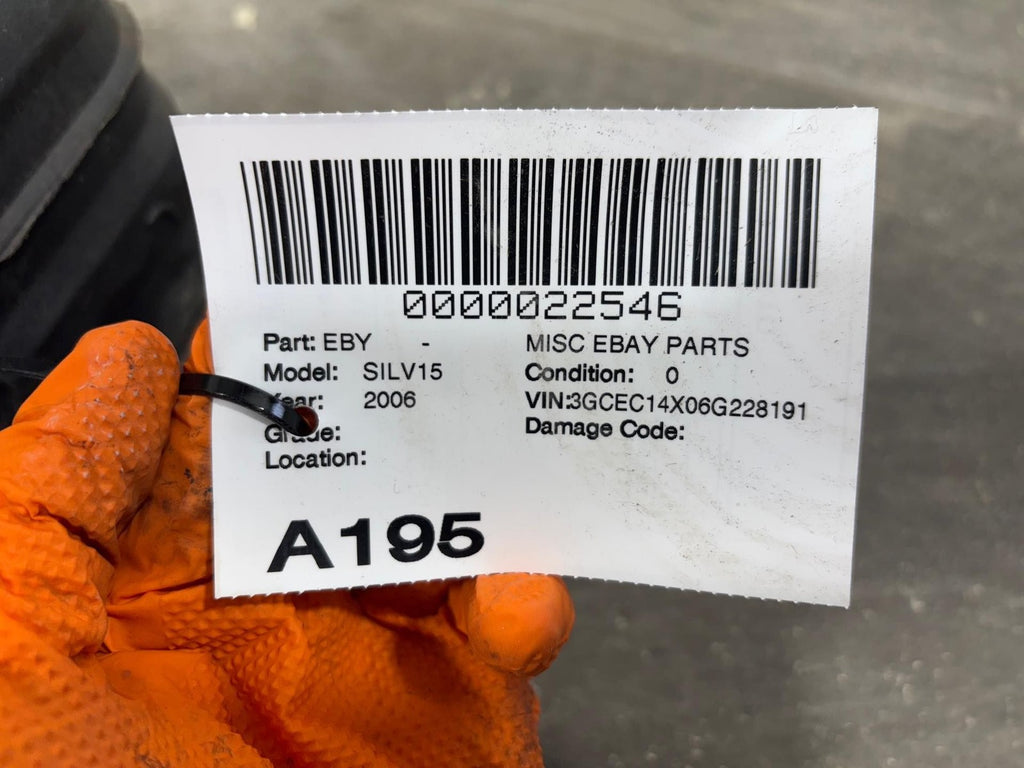 0000022546
Part: EBY - MISC EBAY PARTS
Model: SILV15 Condition: 0
Year: 2006 VIN:3GCEC14X06G228191
Grade: Damage Code:
Location:
A195